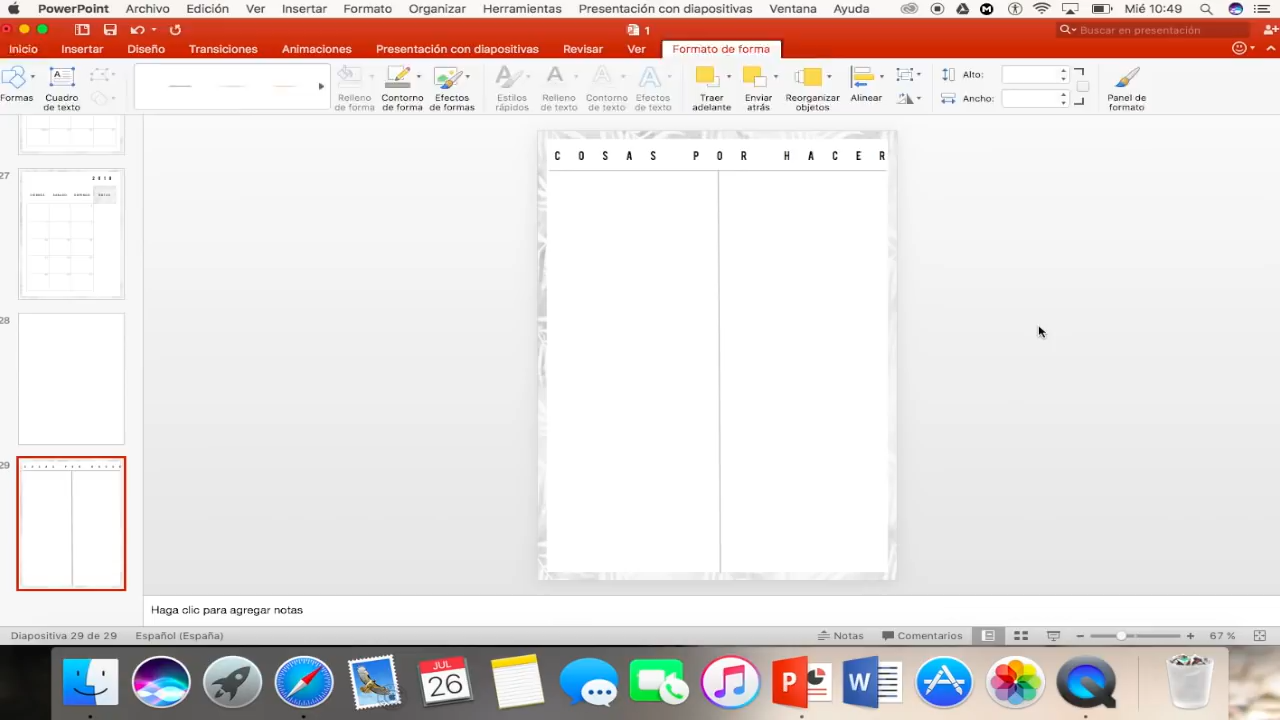 PowerPoint Archivo Edición Ver Insertar Formato Organizar Herramientas Presentación con diapositivas Ventana Ayuda Mié 10:49
1 Buscar en presentación
Inicio Insertar Diseño Transiciones Animaciones Presentación con diapositivas Revisar Ver Formato de forma
Formas
Cuadro de texto
Relleno de forma
Contorno de forma
Efectos de formas
Estilos rápidos
Relleno de texto
Contorno de texto
Efectos de texto
Traer adelante
Enviar atrás
Reorganizar objetos
Alinear
Alto:
Ancho:
Panel de formato
27
28
29
COSAS POR HACER
Haga clic para agregar notas
Diapositiva 29 de 29 Español (España) Notas Comentarios 67 %
JUL
26